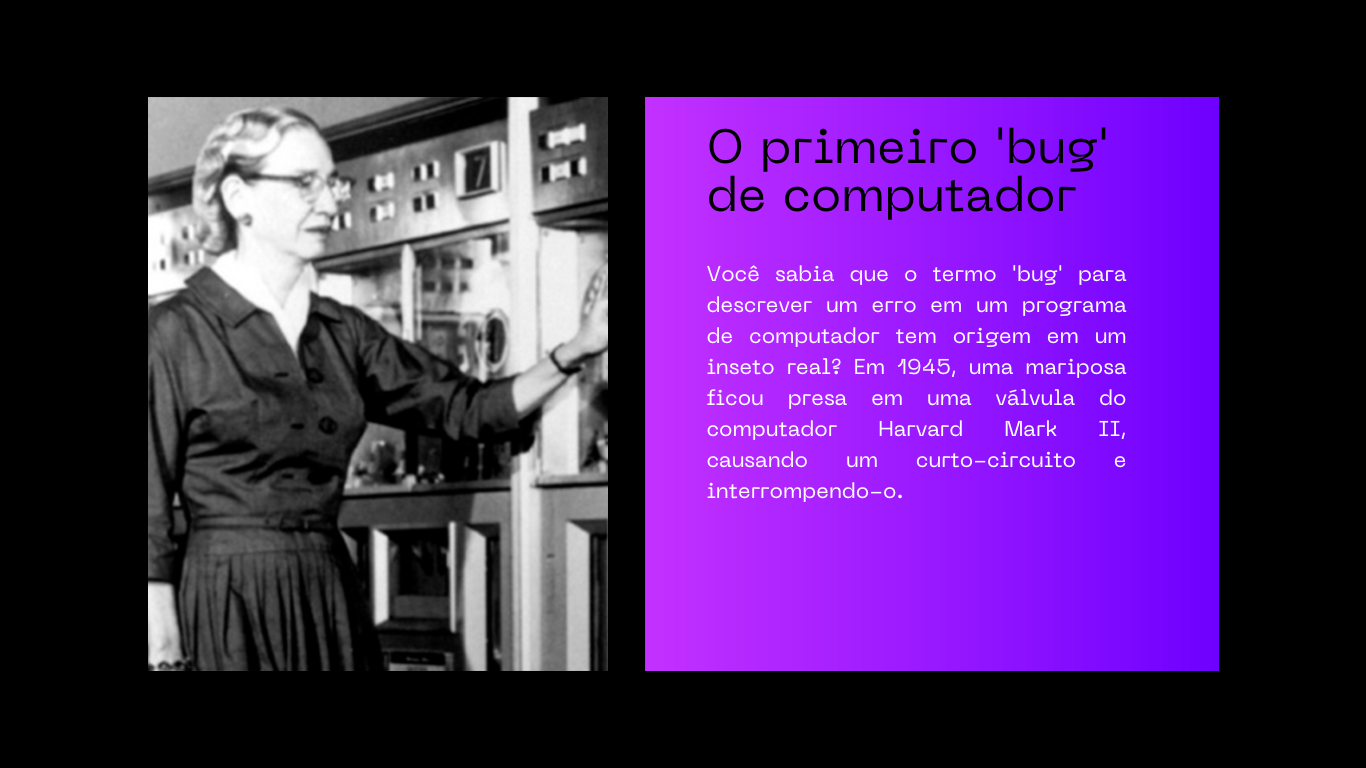 O primeiro 'bug'
de computador
Você sabia que o termo 'bug' para
descrever um erro em um programa
de computador tem origem em um
inseto real? Em 1945, uma mariposa
ficou presa em uma válvula do
computador Harvard Mark II,
causando um curto-circuito e
interrompendo-o.
7